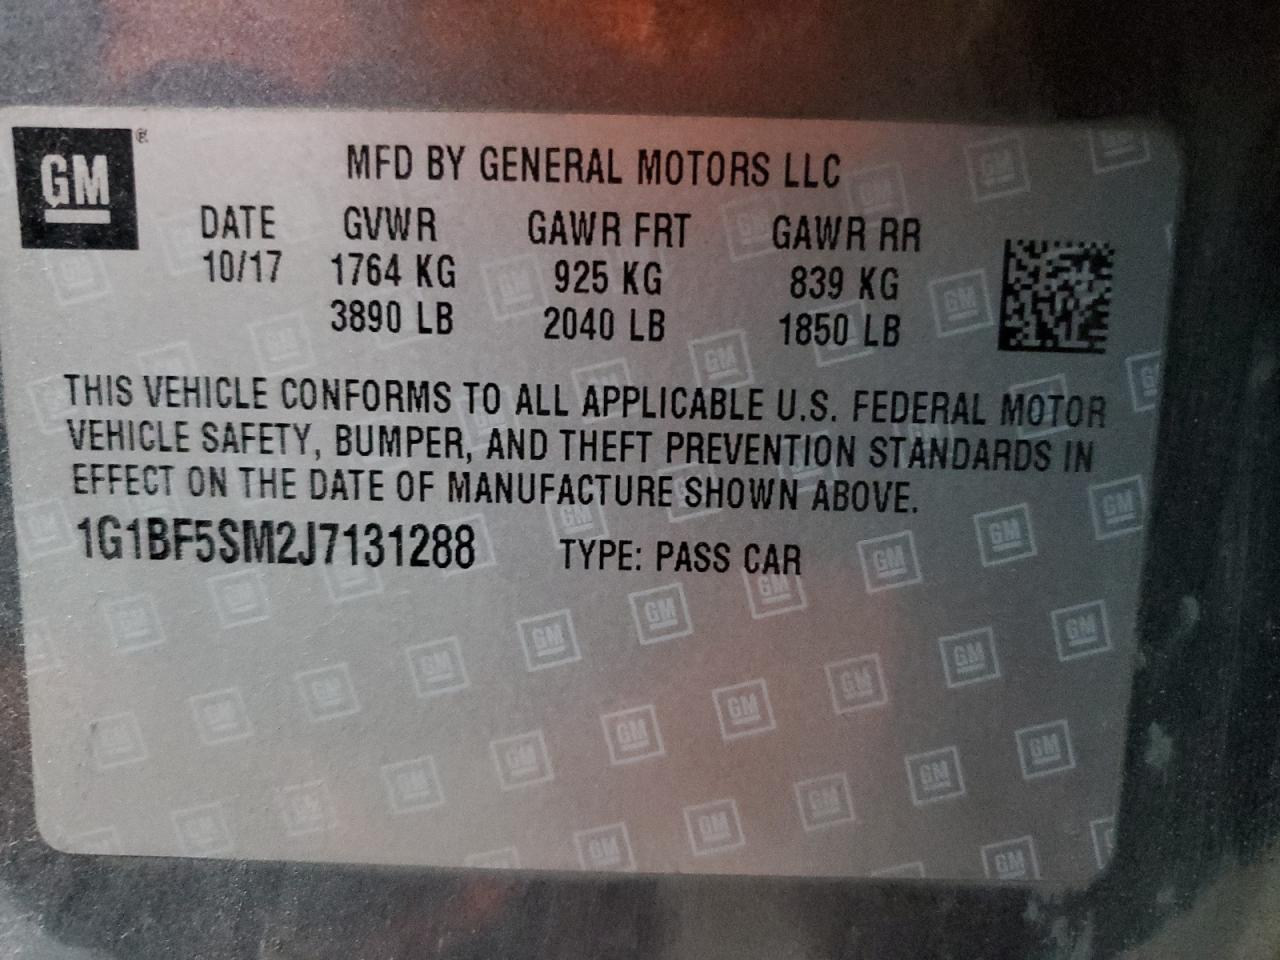 GM ®
MFD BY GENERAL MOTORS LLC
DATE GVWR GAWR FRT GAWR RR
10/17 1764 KG 925 KG 839 KG
3890 LB 2040 LB 1850 LB
THIS VEHICLE CONFORMS TO ALL APPLICABLE U.S. FEDERAL MOTOR
VEHICLE SAFETY, BUMPER, AND THEFT PREVENTION STANDARDS IN
EFFECT ON THE DATE OF MANUFACTURE SHOWN ABOVE.
1G1BF5SM2J7131288 TYPE: PASS CAR